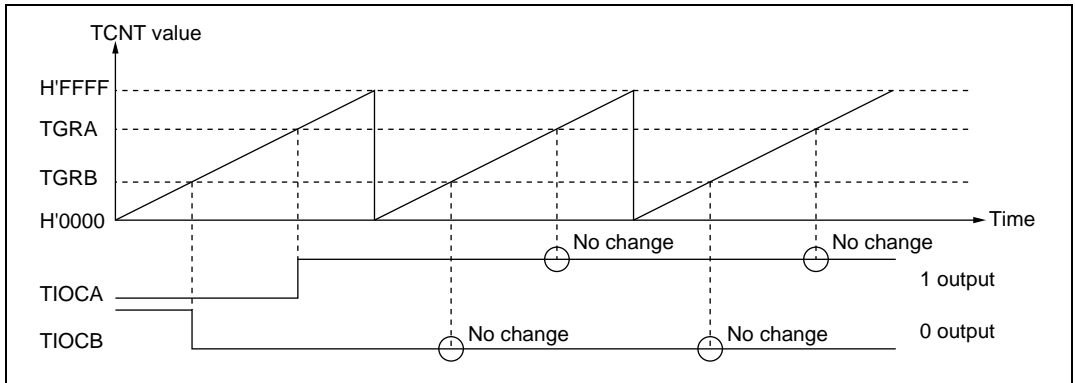 TCNT value
H'FFFF
TGRA
TGRB
H'0000
Time
No change
No change
1 output
TIOCA
No change
No change
0 output
TIOCB